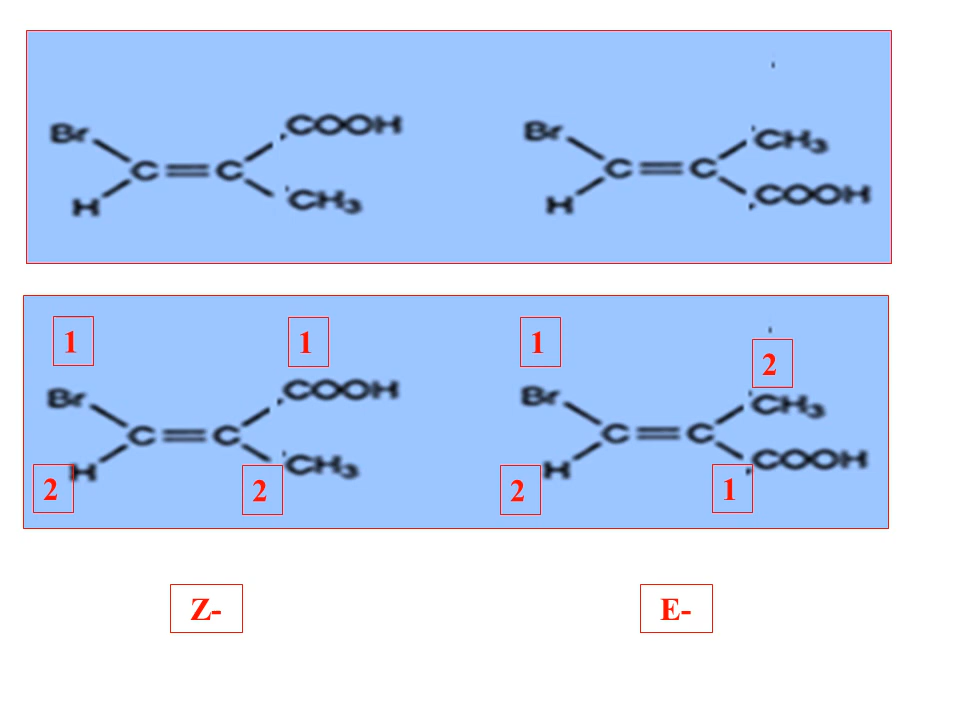 Br COOH Br CH3
C=C C=C
H CH3 H COOH
1 1 1 2
Br COOH Br CH3
C=C C=C
H CH3 H COOH
2 2 2 1
Z- E-